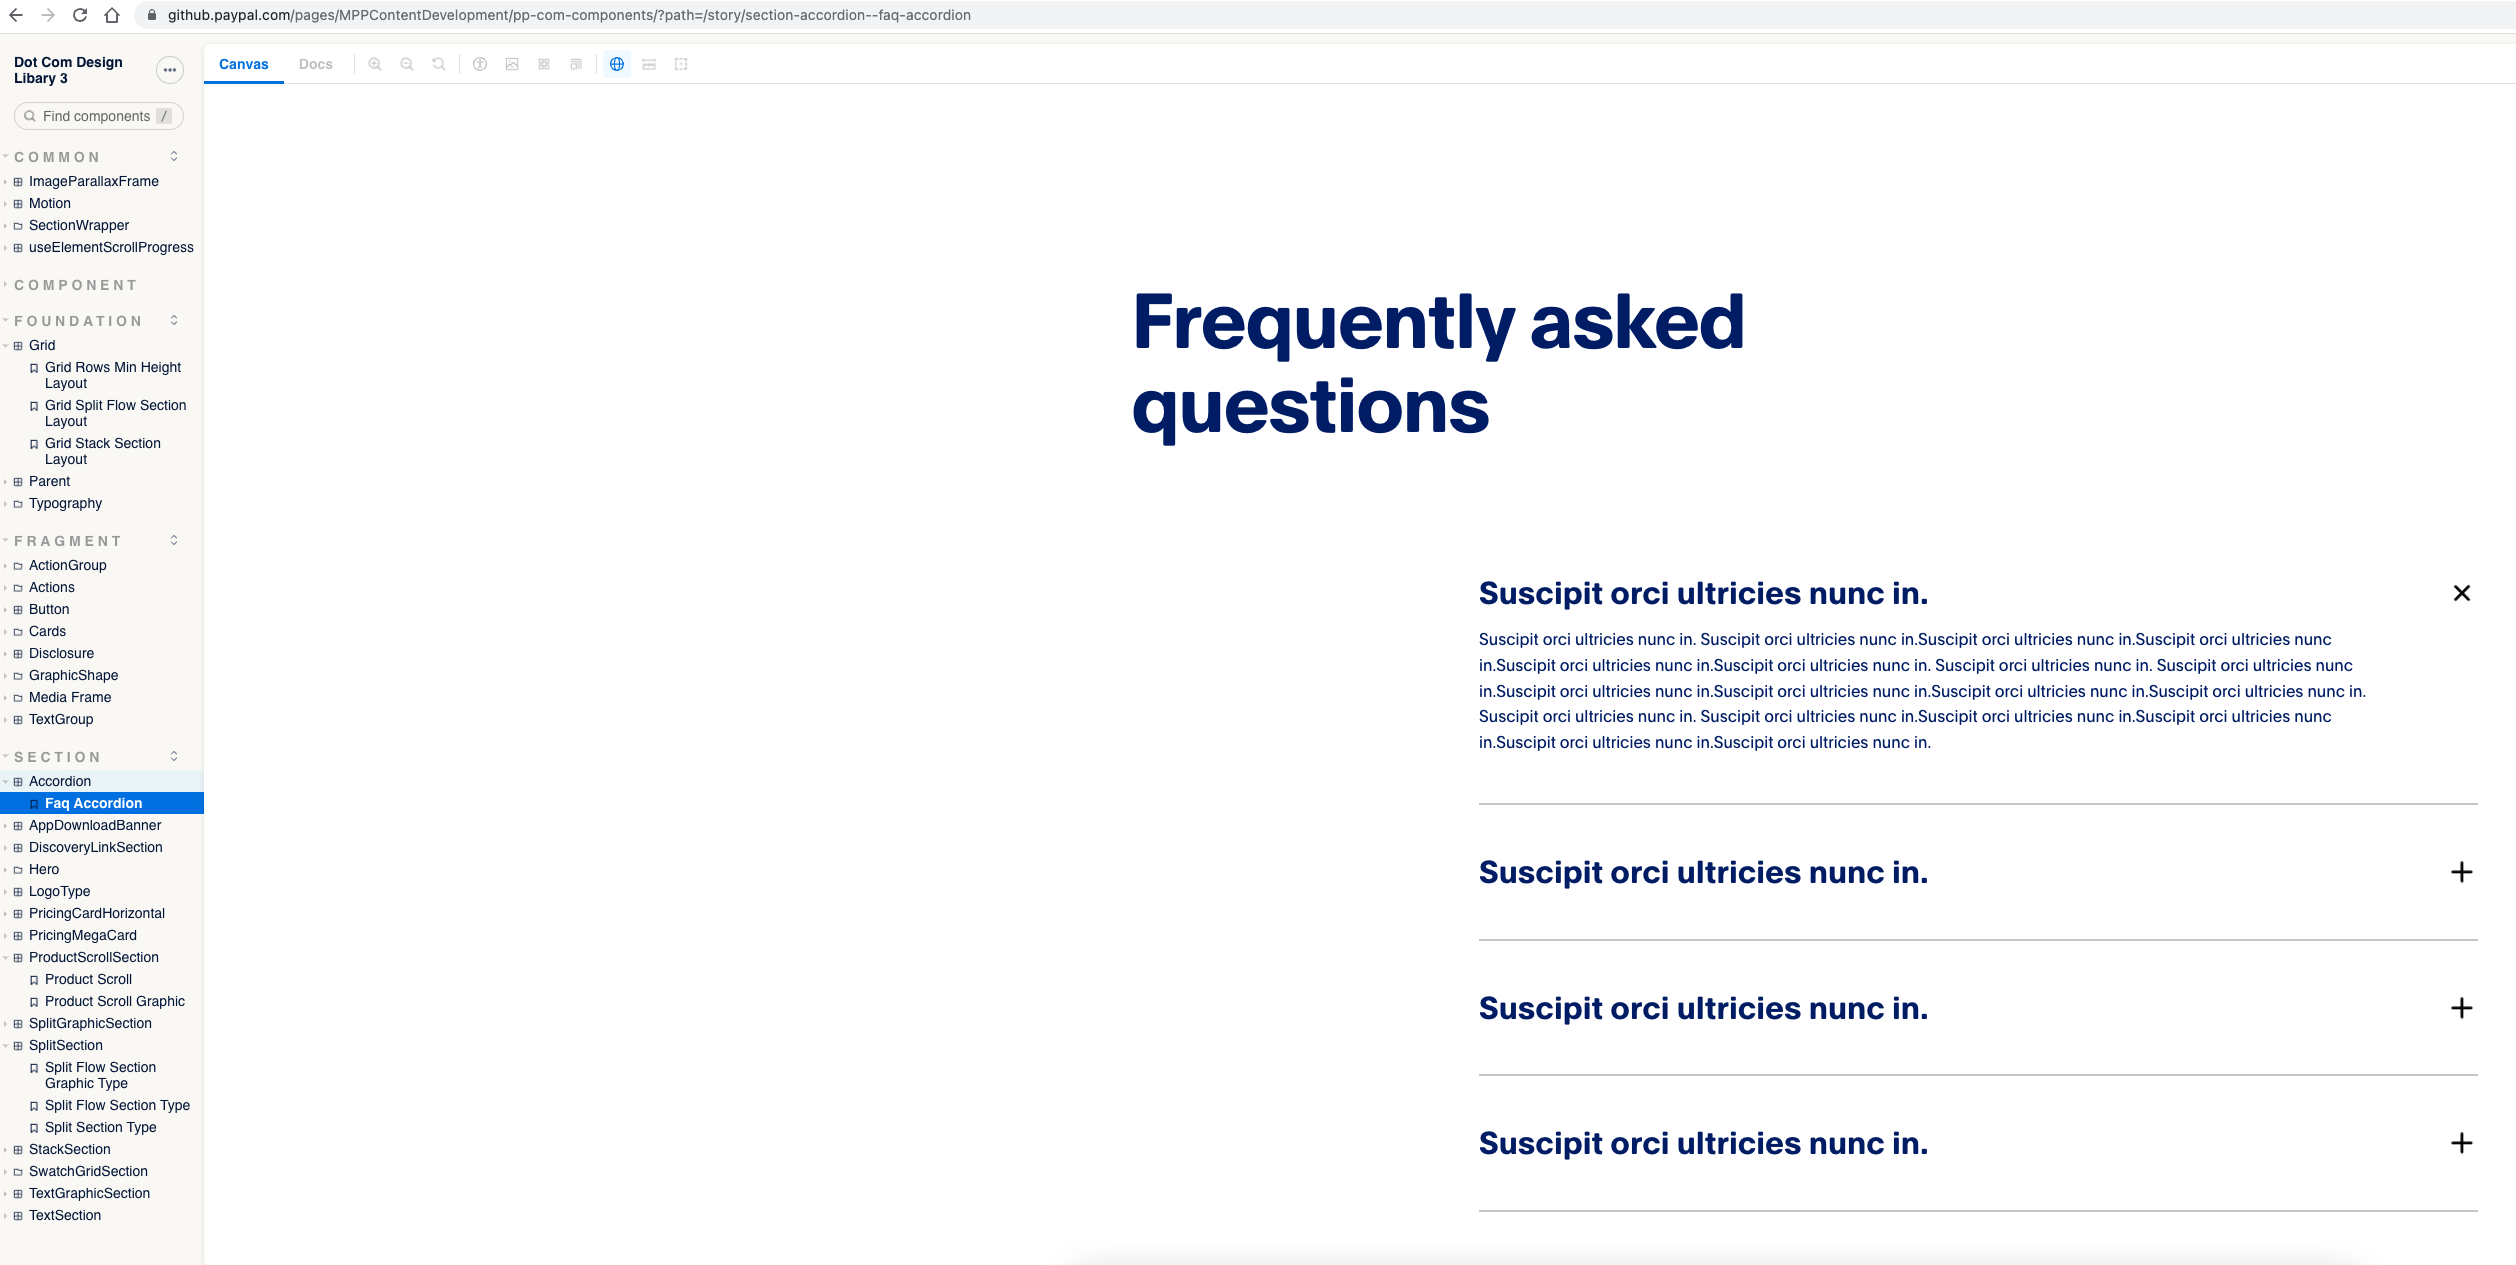 github.paypal.com/pages/MPPContentDevelopment/pp-com-components/?path=/story/section-accordion--faq-accordion
Dot Com Design
Libary 3
Find components /
COMMON
ImageParallaxFrame
Motion
SectionWrapper
useElementScrollProgress
COMPONENT
FOUNDATION
Grid
Grid Rows Min Height
Layout
Grid Split Flow Section
Layout
Grid Stack Section
Layout
Parent
Typography
FRAGMENT
ActionGroup
Actions
Button
Cards
Disclosure
GraphicShape
Media Frame
TextGroup
SECTION
Accordion
Faq Accordion
AppDownloadBanner
DiscoveryLinkSection
Hero
LogoType
PricingCardHorizontal
PricingMegaCard
ProductScrollSection
Product Scroll
Product Scroll Graphic
SplitGraphicSection
SplitSection
Split Flow Section
Graphic Type
Split Flow Section Type
Split Section Type
StackSection
SwatchGridSection
TextGraphicSection
TextSection
Canvas Docs
Frequently asked
questions
Suscipit orci ultricies nunc in.
Suscipit orci ultricies nunc in. Suscipit orci ultricies nunc in.Suscipit orci ultricies nunc in.Suscipit orci ultricies nunc
in.Suscipit orci ultricies nunc in.Suscipit orci ultricies nunc in. Suscipit orci ultricies nunc in. Suscipit orci ultricies nunc
in.Suscipit orci ultricies nunc in.Suscipit orci ultricies nunc in.Suscipit orci ultricies nunc in.Suscipit orci ultricies nunc in.
Suscipit orci ultricies nunc in. Suscipit orci ultricies nunc in.Suscipit orci ultricies nunc in.Suscipit orci ultricies nunc
in.Suscipit orci ultricies nunc in.Suscipit orci ultricies nunc in.
Suscipit orci ultricies nunc in.
Suscipit orci ultricies nunc in.
Suscipit orci ultricies nunc in.